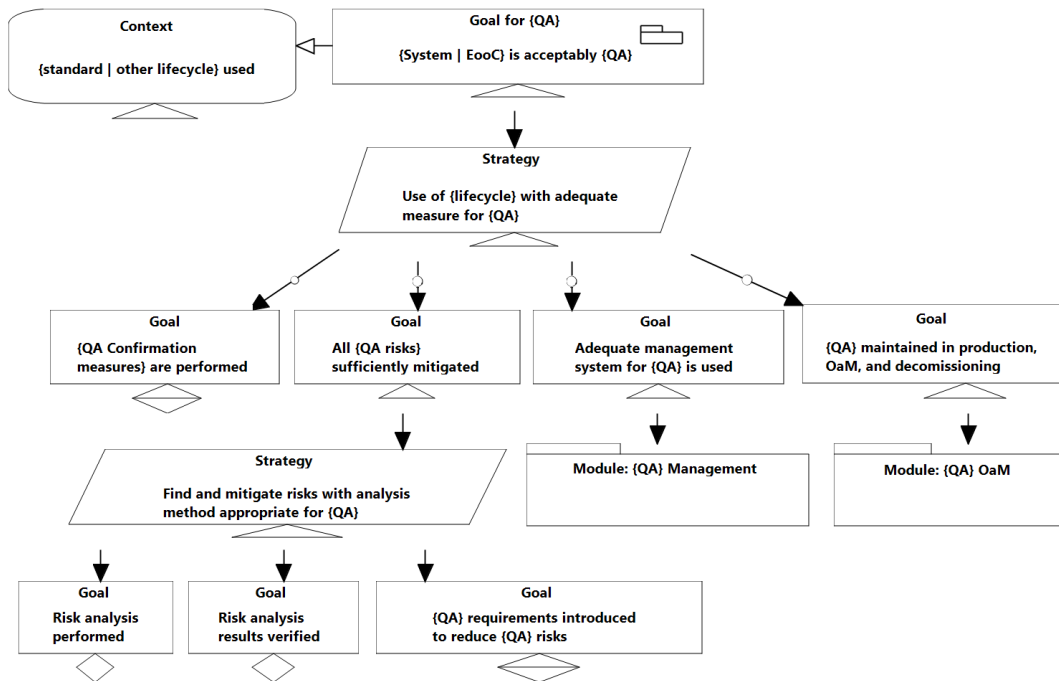 Context
{standard | other lifecycle} used
Goal for {QA}
{System | EooC} is acceptably {QA}
Strategy
Use of {lifecycle} with adequate
measure for {QA}
Goal
{QA Confirmation
measures} are performed
Goal
All {QA risks}
sufficiently mitigated
Goal
Adequate management
system for {QA} is used
Goal
{QA} maintained in production,
OaM, and decomissioning
Strategy
Find and mitigate risks with analysis
method appropriate for {QA}
Module: {QA} Management
Module: {QA} OaM
Goal
Risk analysis
performed
Goal
Risk analysis
results verified
Goal
{QA} requirements introduced
to reduce {QA} risks